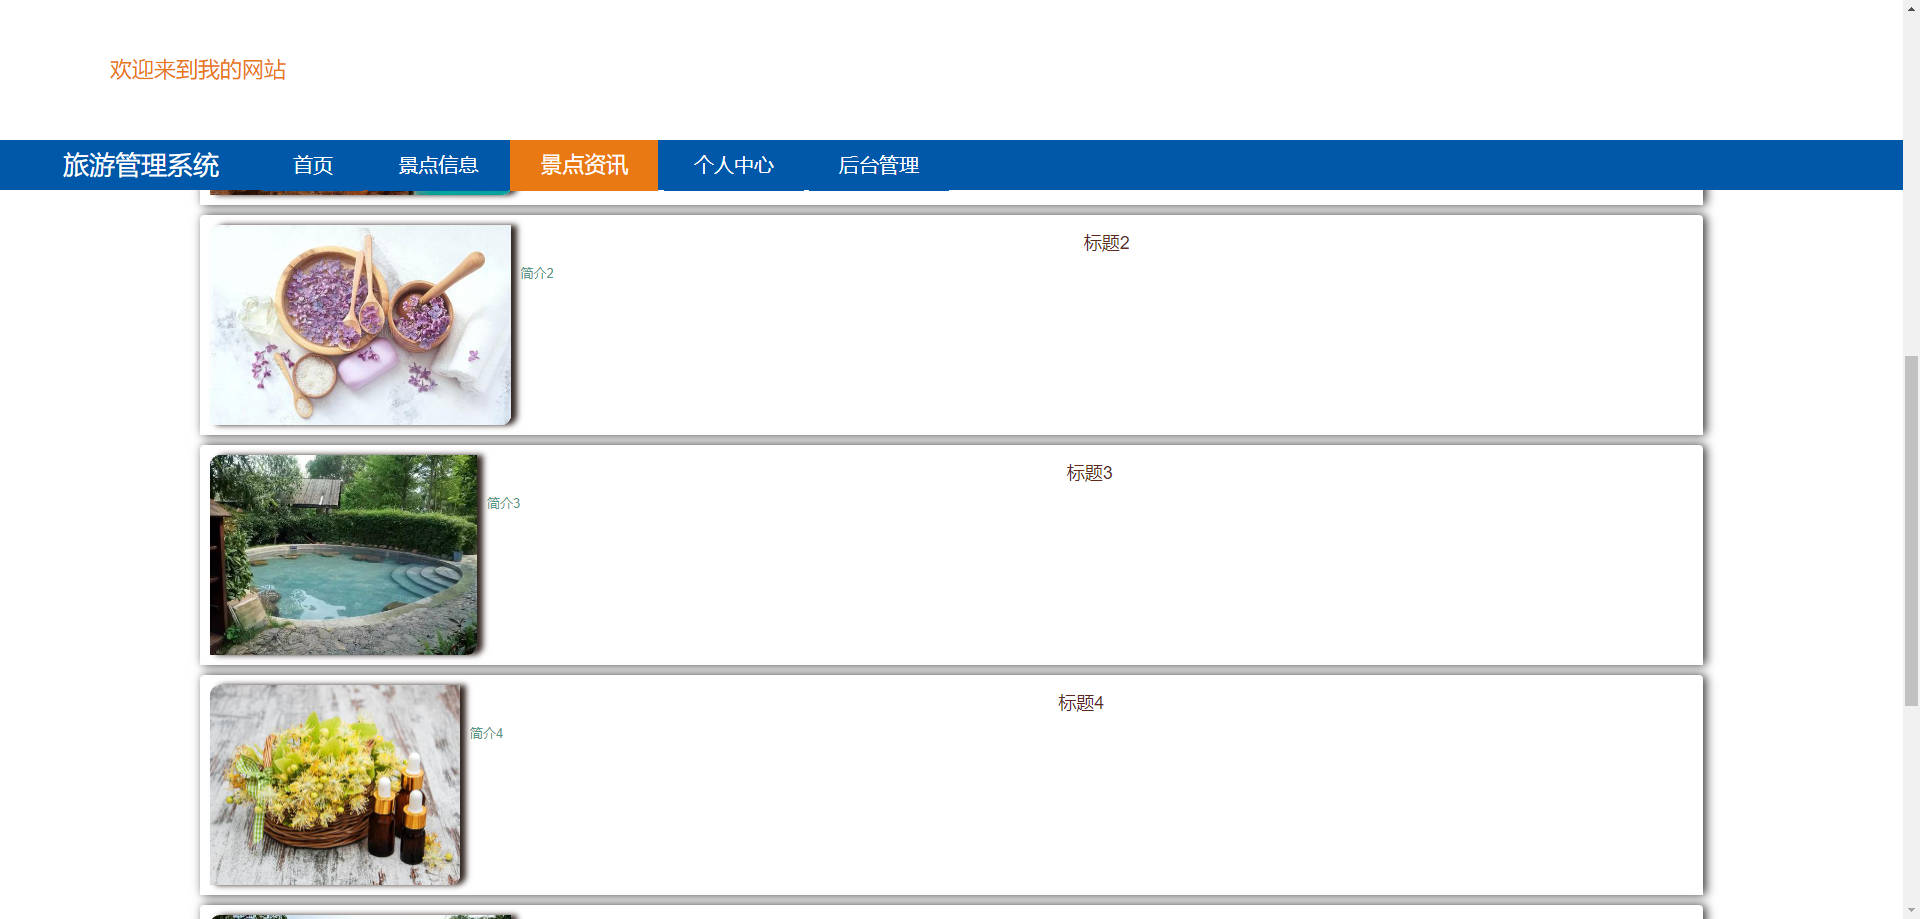 欢迎来到我的网站
旅游管理系统 首页 景点信息 景点资讯 个人中心 后台管理
标题2
简介2
标题3
简介3
标题4
简介4